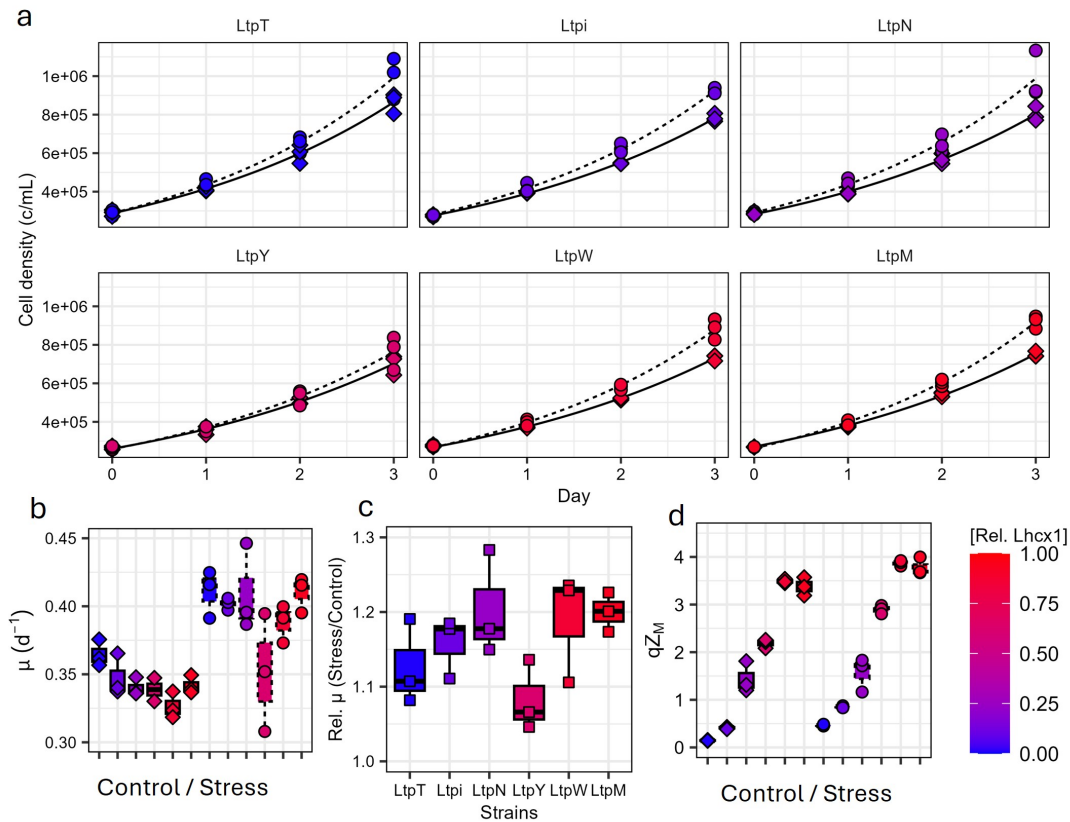 a
LtpT
Ltpi
LtpN
1e+06
8e+05
6e+05
4e+05
Cell density (c/mL)
LtpY
LtpW
LtpM
1e+06
8e+05
6e+05
4e+05
0 1 2 3 0 1 2 3 0 1 2 3
Day
b
0.45
0.40
0.35
0.30
μ (d⁻¹)
Control / Stress
c
1.3
1.2
1.1
1.0
Rel. μ (Stress/Control)
LtpT Ltpi LtpN LtpY LtpW LtpM
Strains
d
4
3
2
1
0
qZM
Control / Stress
[Rel. Lhcx1]
1.00
0.75
0.50
0.25
0.00